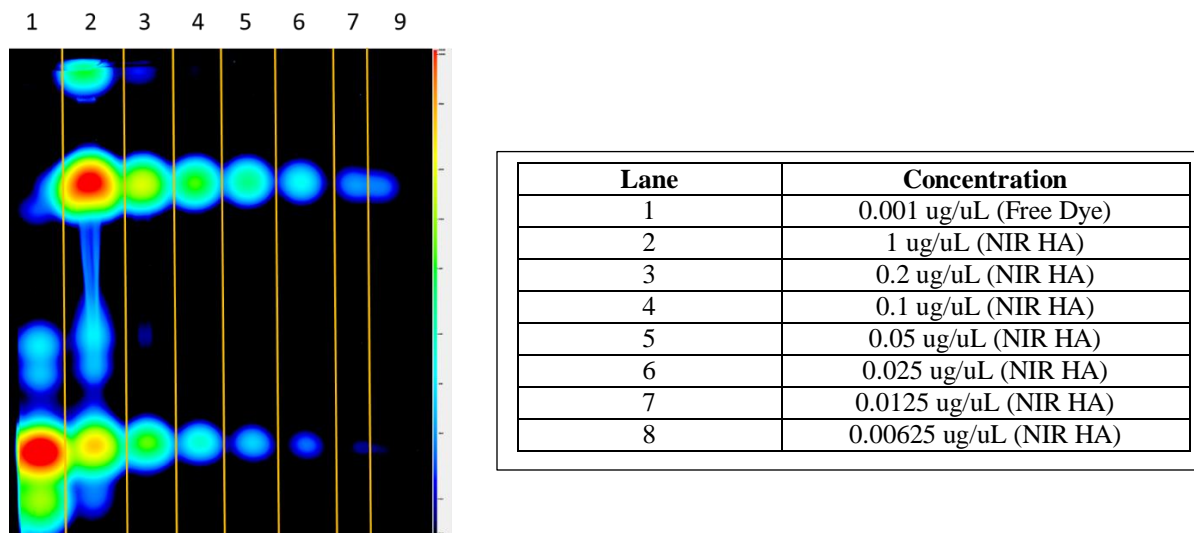 1 2 3 4 5 6 7 9
Lane Concentration
1 0.001 ug/uL (Free Dye)
2 1 ug/uL (NIR HA)
3 0.2 ug/uL (NIR HA)
4 0.1 ug/uL (NIR HA)
5 0.05 ug/uL (NIR HA)
6 0.025 ug/uL (NIR HA)
7 0.0125 ug/uL (NIR HA)
8 0.00625 ug/uL (NIR HA)